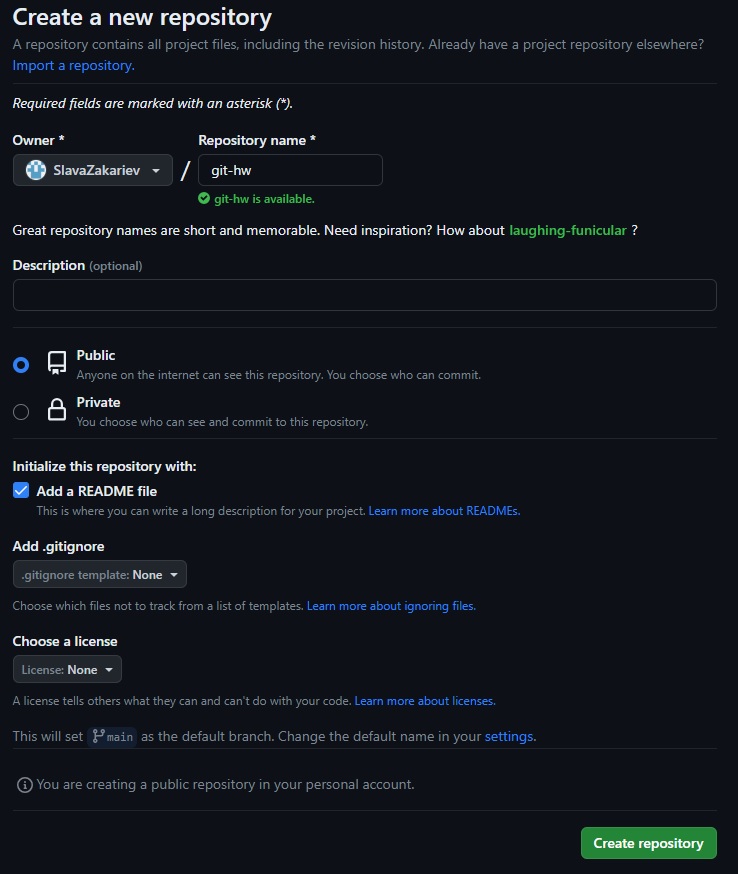 Create a new repository
A repository contains all project files, including the revision history. Already have a project repository elsewhere?
Import a repository.
Required fields are marked with an asterisk (*).
Owner *
Repository name *
SlavaZakariev
/
git-hw
git-hw is available.
Great repository names are short and memorable. Need inspiration? How about laughing-funicular ?
Description (optional)
Public
Anyone on the internet can see this repository. You choose who can commit.
Private
You choose who can see and commit to this repository.
Initialize this repository with:
Add a README file
This is where you can write a long description for your project. Learn more about READMEs.
Add .gitignore
.gitignore template: None
Choose which files not to track from a list of templates. Learn more about ignoring files.
Choose a license
License: None
A license tells others what they can and can't do with your code. Learn more about licenses.
This will set main as the default branch. Change the default name in your settings.
You are creating a public repository in your personal account.
Create repository